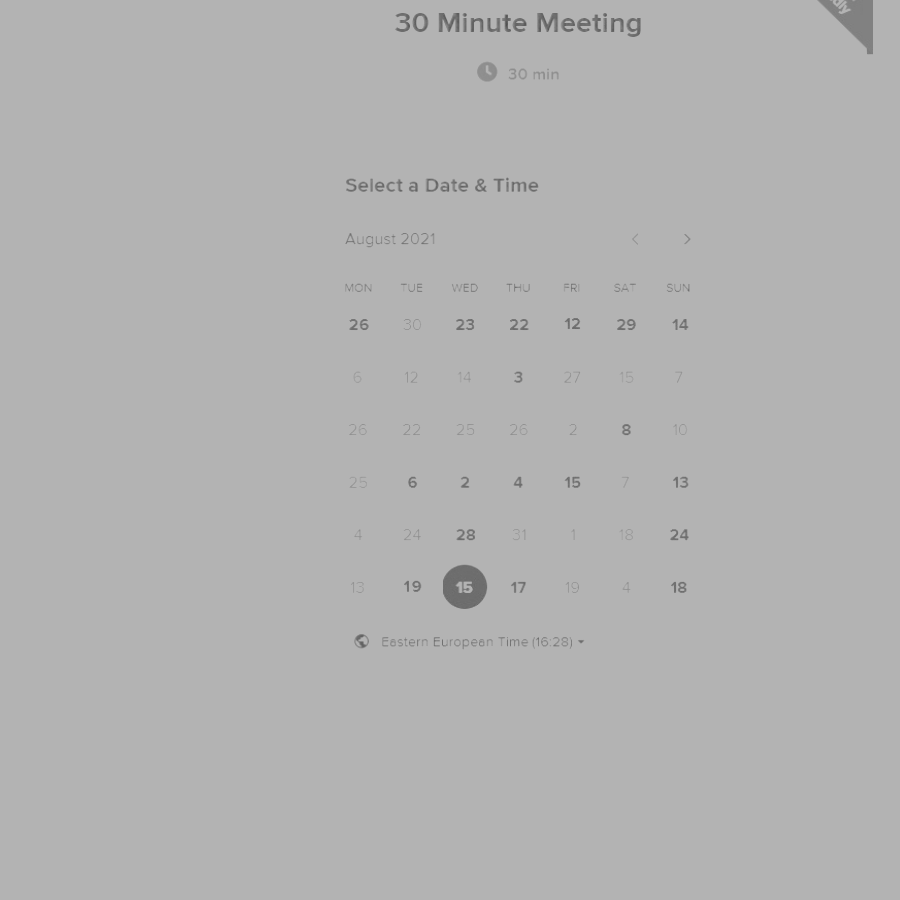 30 Minute Meeting
30 min
Select a Date & Time
August 2021
MON TUE WED THU FRI SAT SUN
26 30 23 22 12 29 14
6 12 14 3 27 15 7
26 22 25 26 2 8 10
25 6 2 4 15 7 13
4 24 28 31 1 18 24
13 19 15 17 19 4 18
Eastern European Time (16:28)